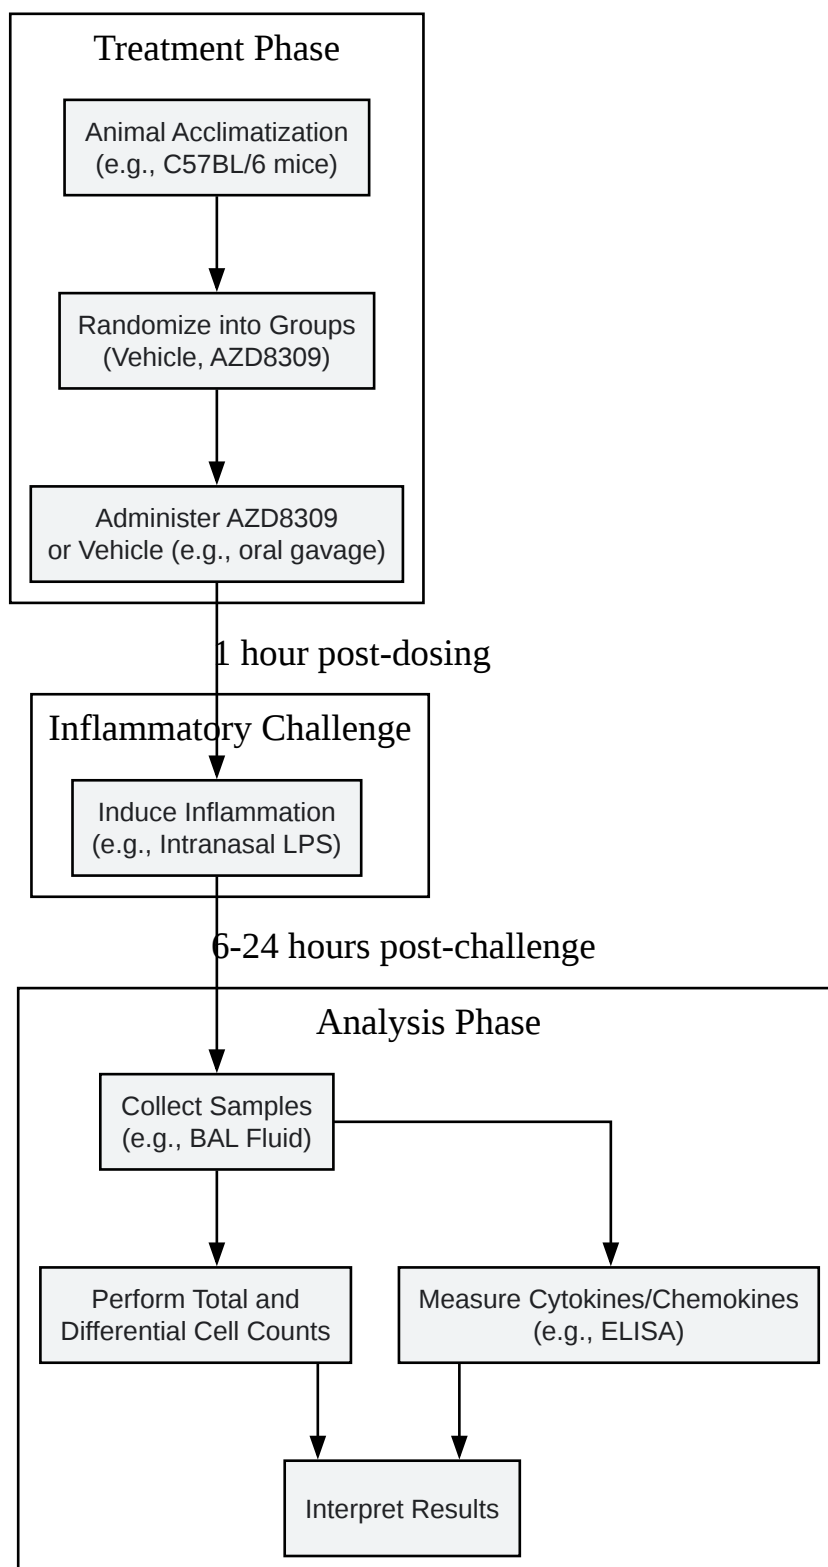 Treatment Phase
Animal Acclimatization
(e.g., C57BL/6 mice)
Randomize into Groups
(Vehicle, AZD8309)
Administer AZD8309
or Vehicle (e.g., oral gavage)
1 hour post-dosing
Inflammatory Challenge
Induce Inflammation
(e.g., Intranasal LPS)
6-24 hours post-challenge
Analysis Phase
Collect Samples
(e.g., BAL Fluid)
Perform Total and
Differential Cell Counts
Measure Cytokines/Chemokines
(e.g., ELISA)
Interpret Results